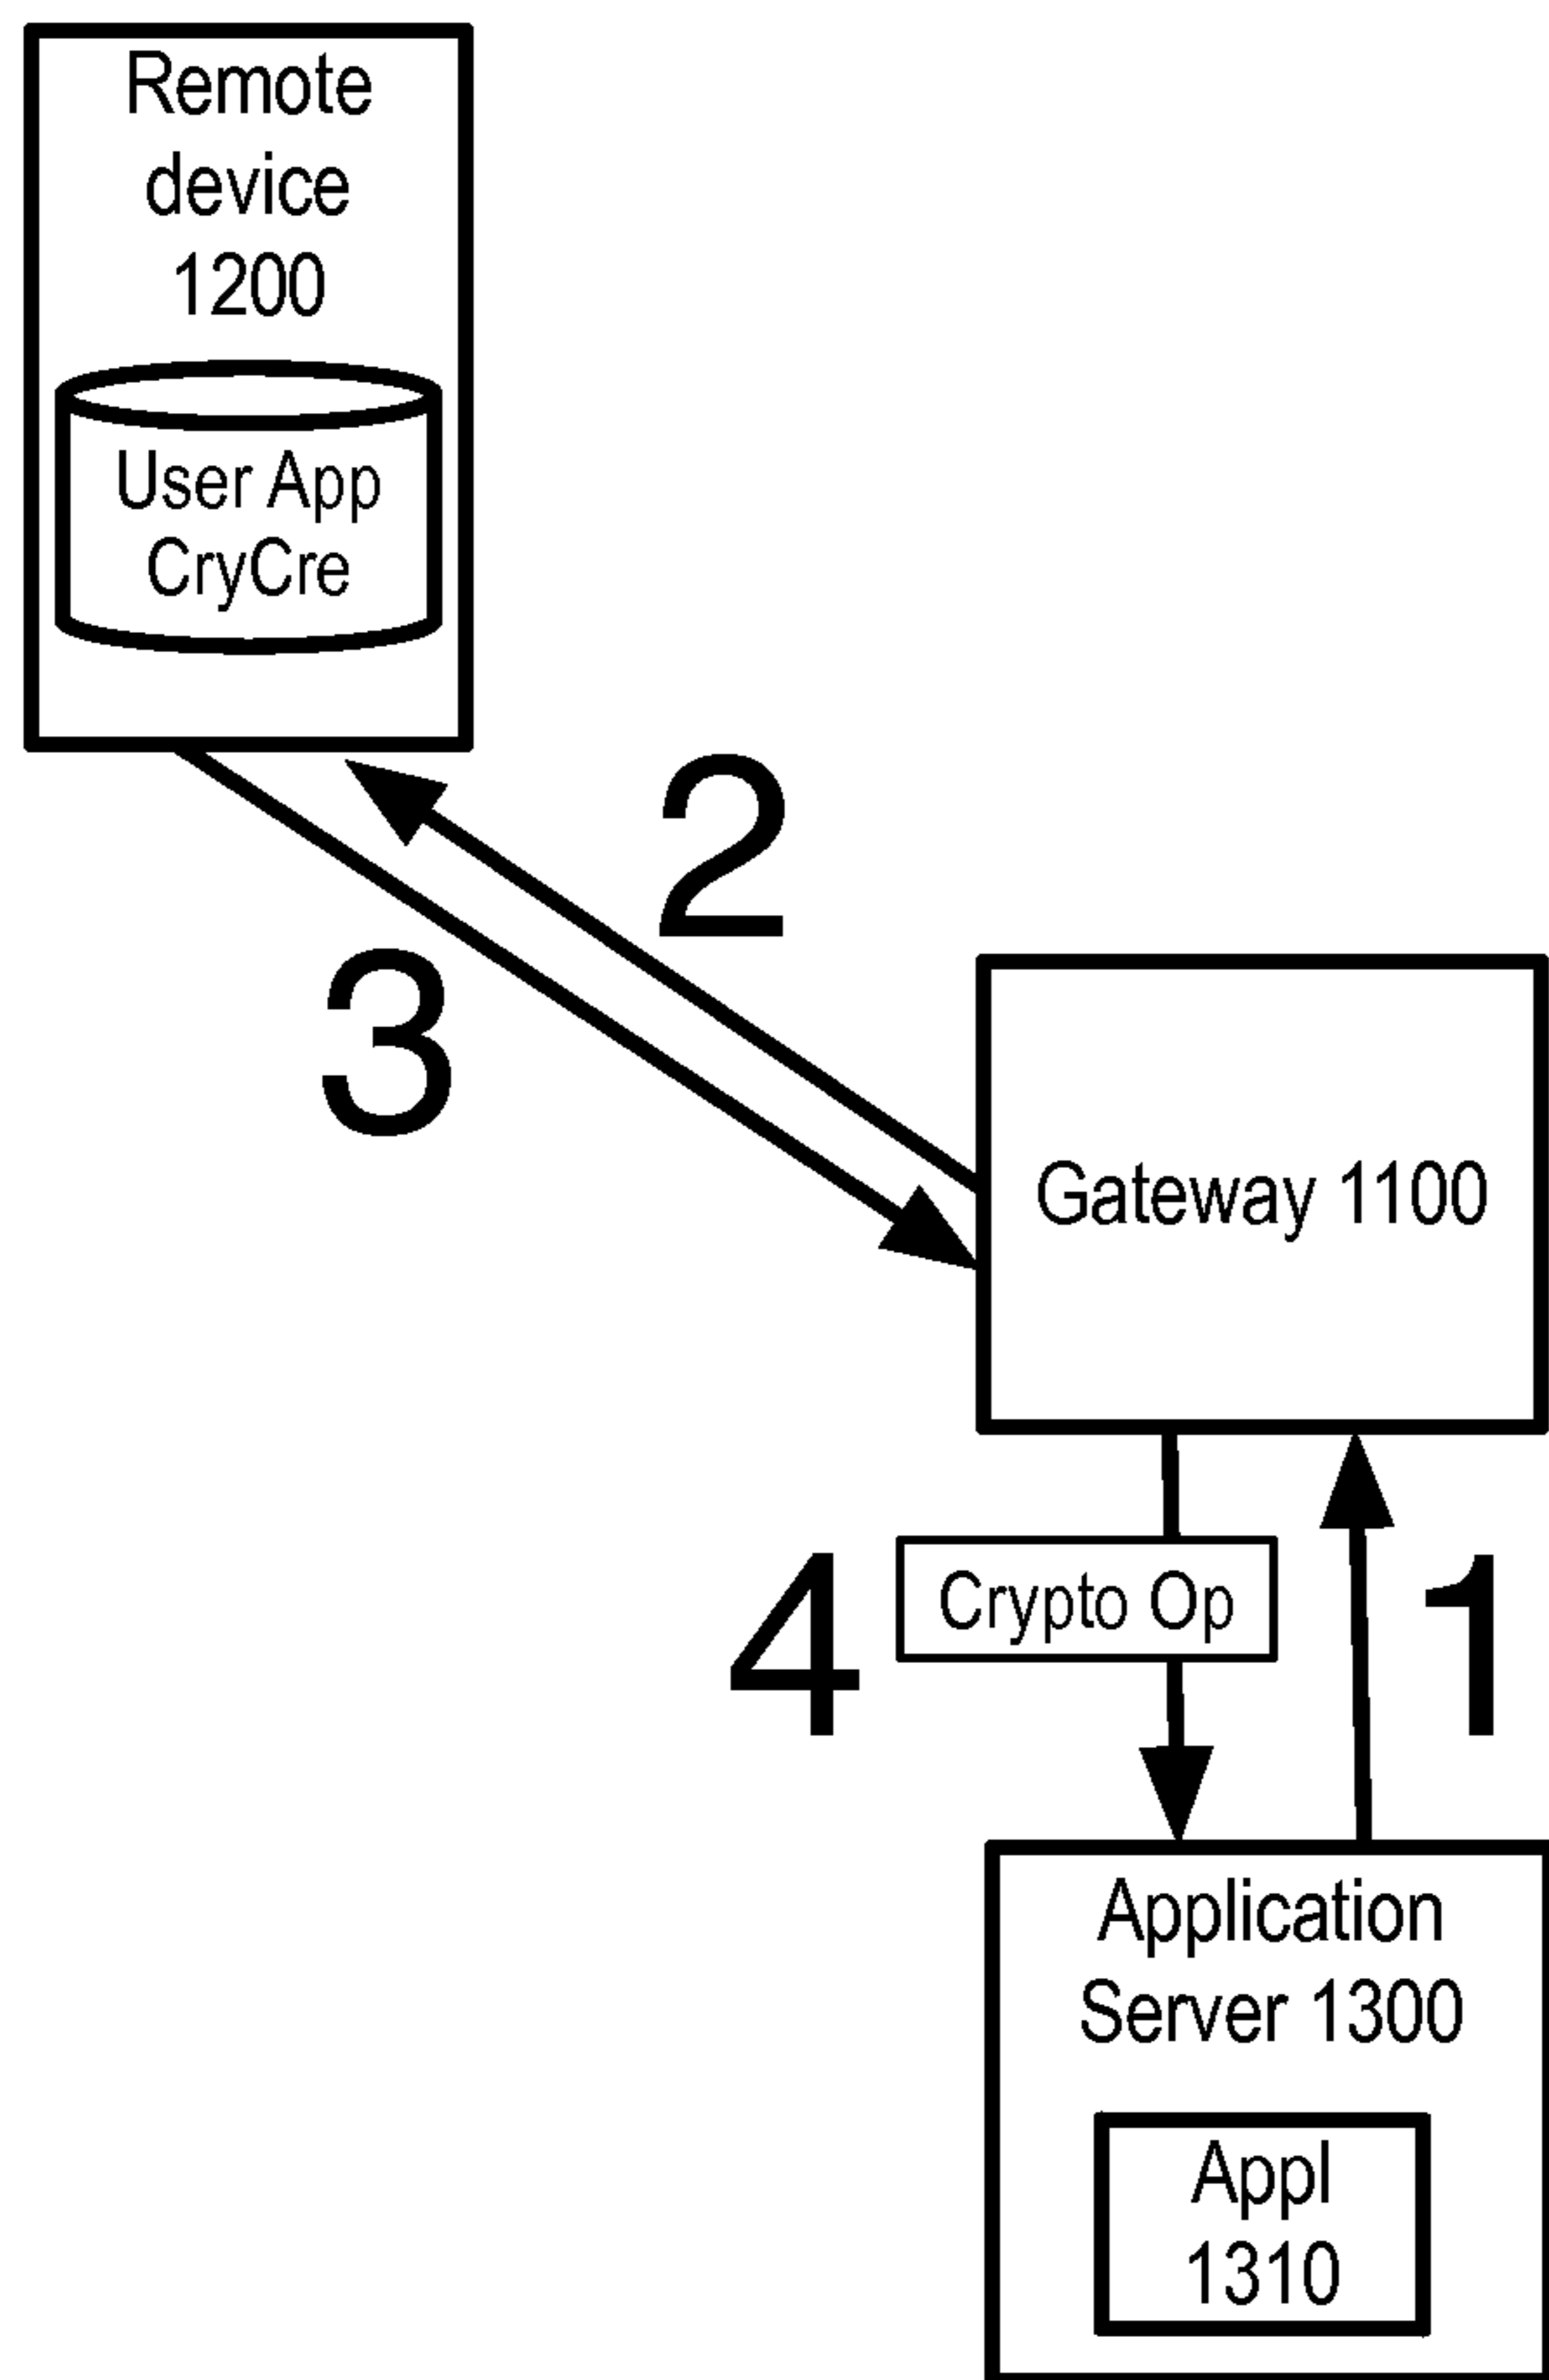 Remote
device
1200
User App
CryCre
2
3
Gateway 1100
4
Crypto Op
1
Application
Server 1300
Appl
1310